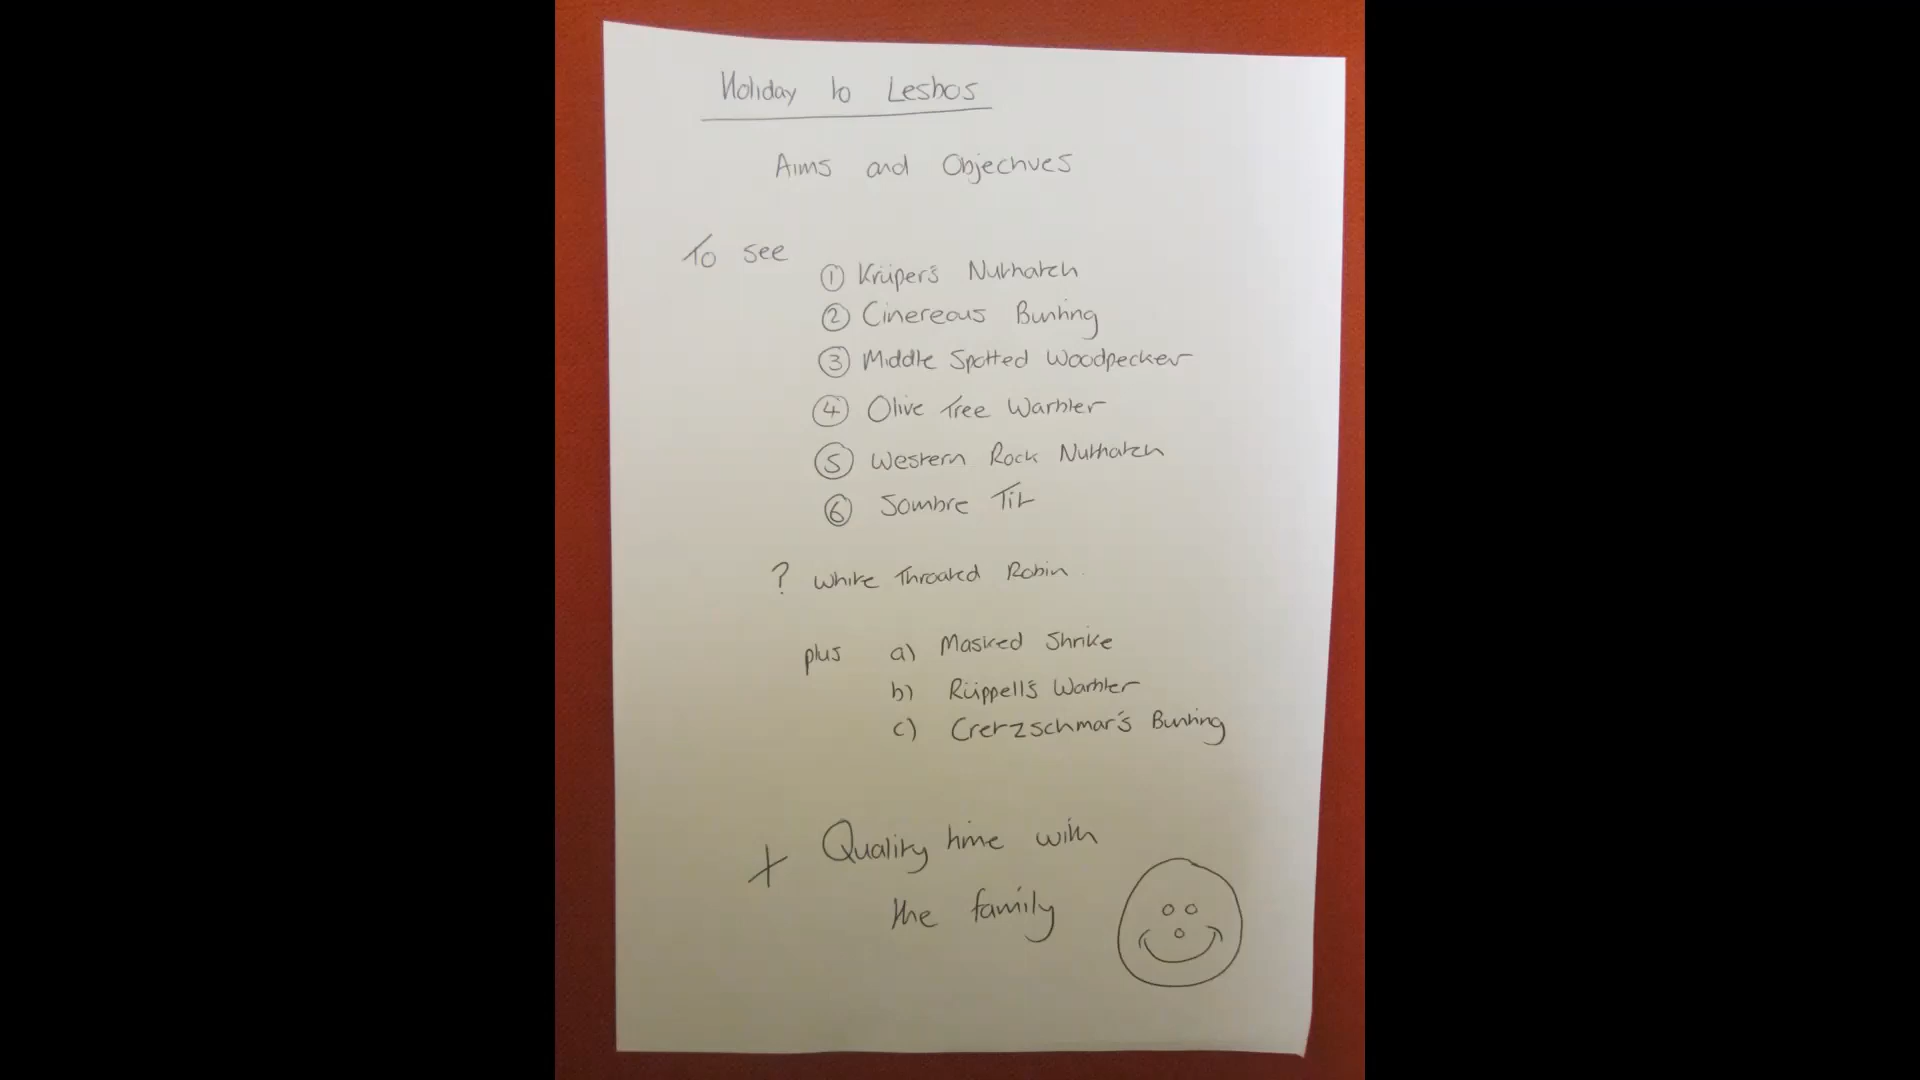 Holiday to Lesbos
Aims and Objectives
To see
① Krüper's Nuthatch
② Cinereous Bunting
③ Middle Spotted Woodpecker
④ Olive Tree Warbler
⑤ Western Rock Nuthatch
⑥ Sombre Tit
? White Throated Robin
plus a) Masked Shrike
b) Rüppell's Warbler
c) Cretzschmar's Bunting
+ Quality time with
the family